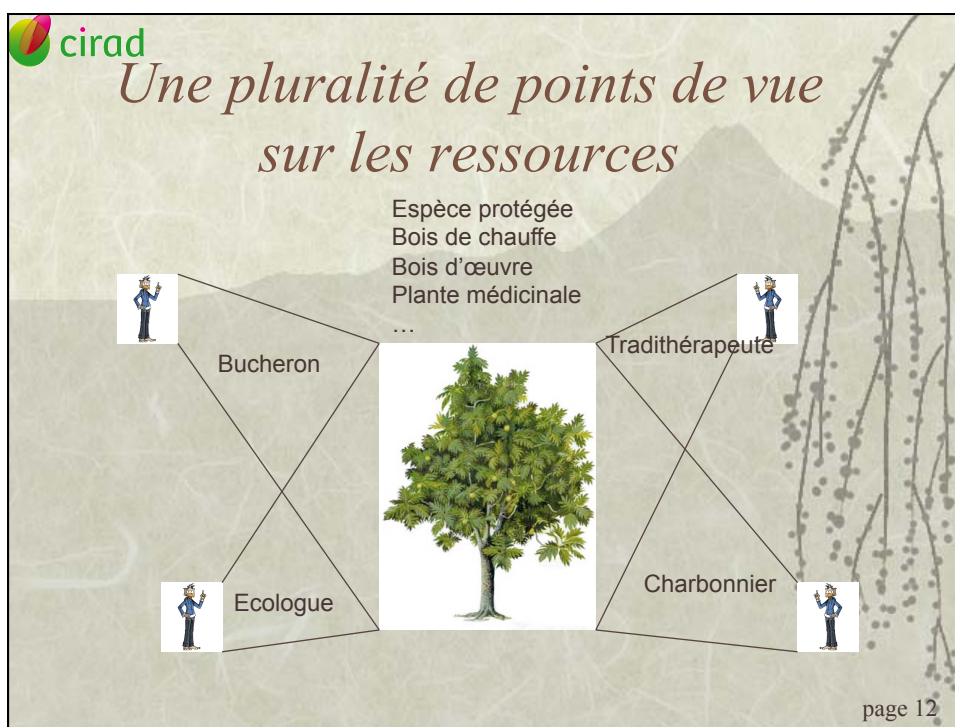 cirad
Une pluralité de points de vue
sur les ressources
Espèce protégée
Bois de chauffe
Bois d’œuvre
Plante médicinale
…
Bucheron
Tradithérapeute
Ecologue
Charbonnier
page 12